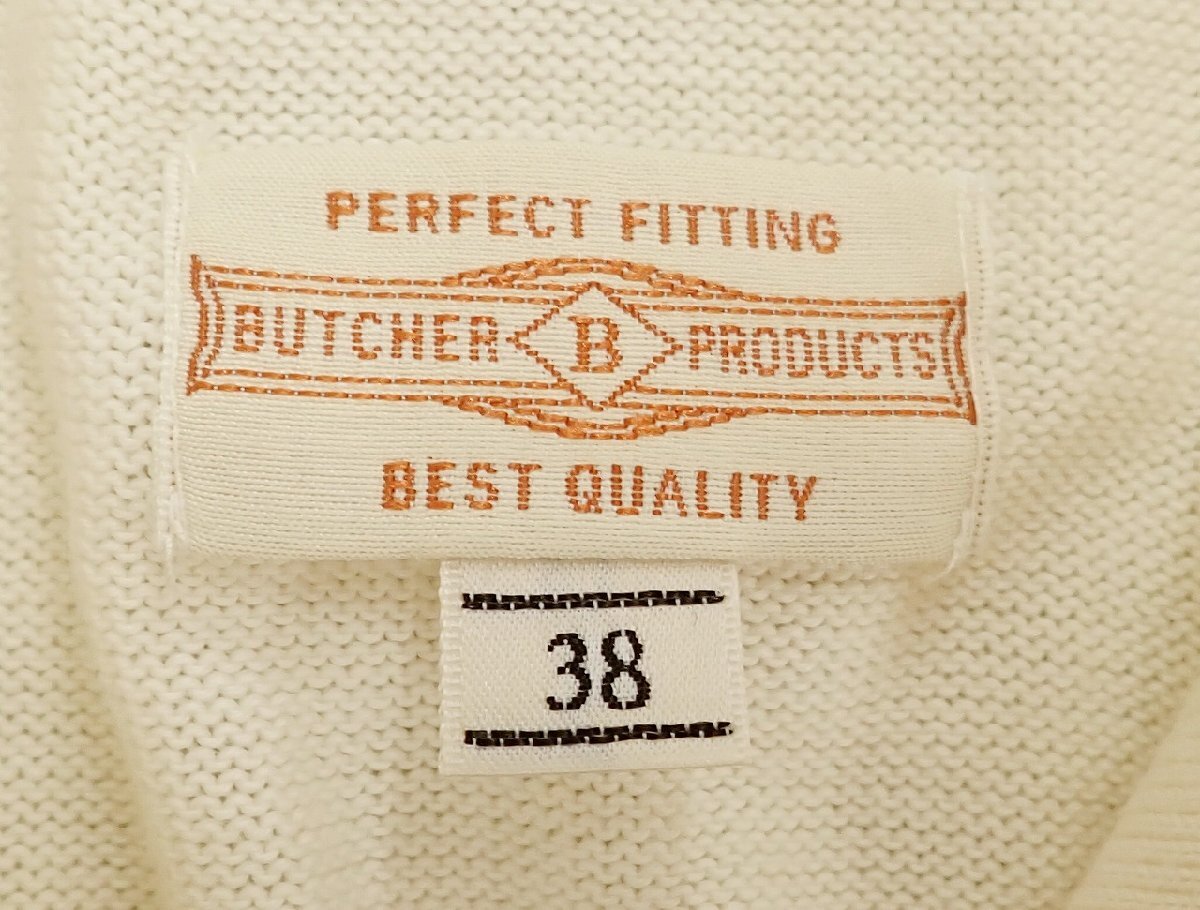 PERFECT FITTING
BUTCHER B PRODUCTS
BEST QUALITY
38